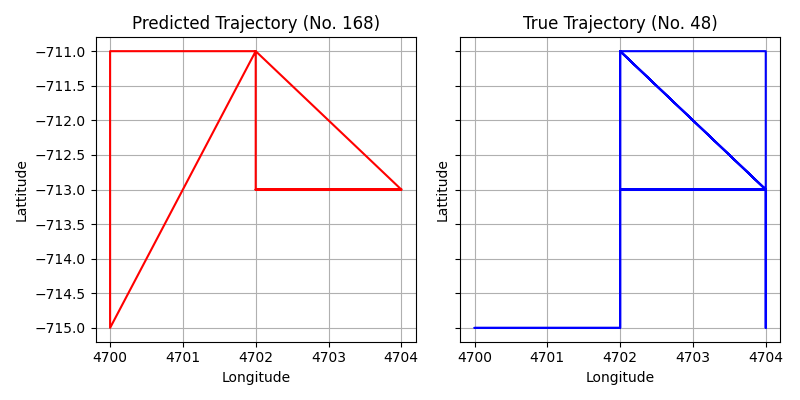 Predicted Trajectory (No. 168)
True Trajectory (No. 48)
−711.0
−711.5
−712.0
−712.5
−713.0
−713.5
−714.0
−714.5
−715.0
Lattitude
Lattitude
4700 4701 4702 4703 4704
4700 4701 4702 4703 4704
Longitude
Longitude